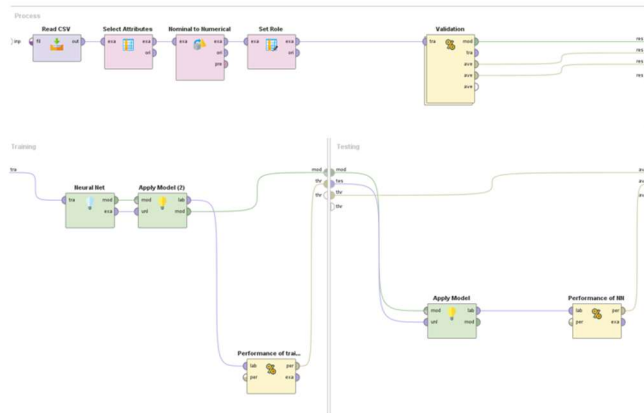 Process
Read CSV
Select Attributes
Nominal to Numerical
Set Role
Validation
inp
fil
out
exa
exa
ori
exa
exa
ori
pre
exa
exa
ori
tra
mod
tra
ave
ave
ave
res
res
res
res
Training
Testing
tra
Neural Net
tra
mod
exa
Apply Model (2)
mod
lab
unl
mod
mod
thr
thr
mod
tes
thr
thr
Performance of trai...
lab
per
per
exa
Apply Model
mod
lab
unl
mod
Performance of NN
lab
per
per
exa